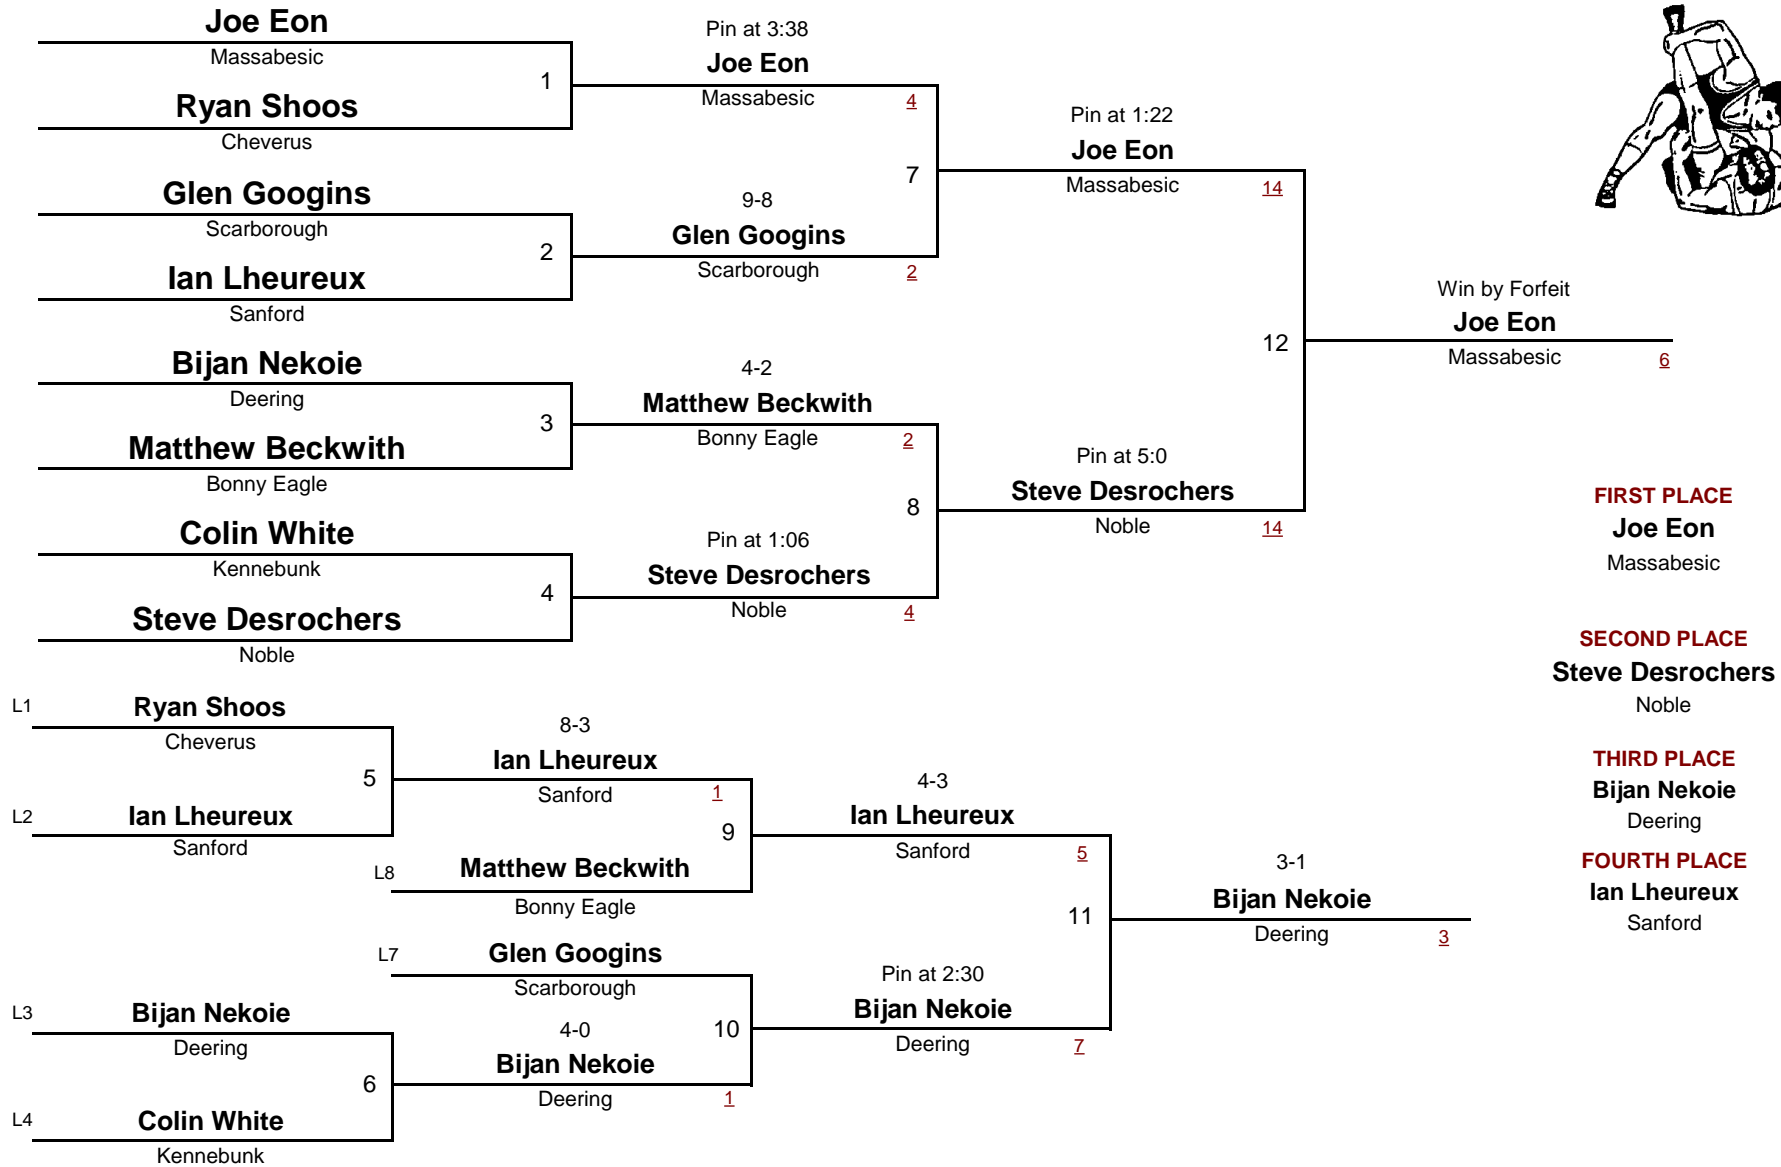 Joe Eon
Massabesic
1
Ryan Shoos
Cheverus
Glen Googins
Scarborough
2
Ian Lheureux
Sanford
Bijan Nekoie
Deering
3
Matthew Beckwith
Bonny Eagle
Colin White
Kennebunk
4
Steve Desrochers
Noble
Pin at 3:38
Joe Eon
Massabesic
4
7
9-8
Glen Googins
Scarborough
2
4-2
Matthew Beckwith
Bonny Eagle
2
8
Pin at 1:06
Steve Desrochers
Noble
4
Pin at 1:22
Joe Eon
Massabesic
14
12
Pin at 5:0
Steve Desrochers
Noble
14
Win by Forfeit
Joe Eon
Massabesic
6
FIRST PLACE
Joe Eon
Massabesic
SECOND PLACE
Steve Desrochers
Noble
THIRD PLACE
Bijan Nekoie
Deering
FOURTH PLACE
Ian Lheureux
Sanford
L1
Ryan Shoos
Cheverus
5
L2
Ian Lheureux
Sanford
8-3
Ian Lheureux
Sanford
1
9
L8
Matthew Beckwith
Bonny Eagle
L7
Glen Googins
Scarborough
10
L3
Bijan Nekoie
Deering
6
L4
Colin White
Kennebunk
4-0
Bijan Nekoie
Deering
1
4-3
Ian Lheureux
Sanford
5
11
Pin at 2:30
Bijan Nekoie
Deering
7
3-1
Bijan Nekoie
Deering
3